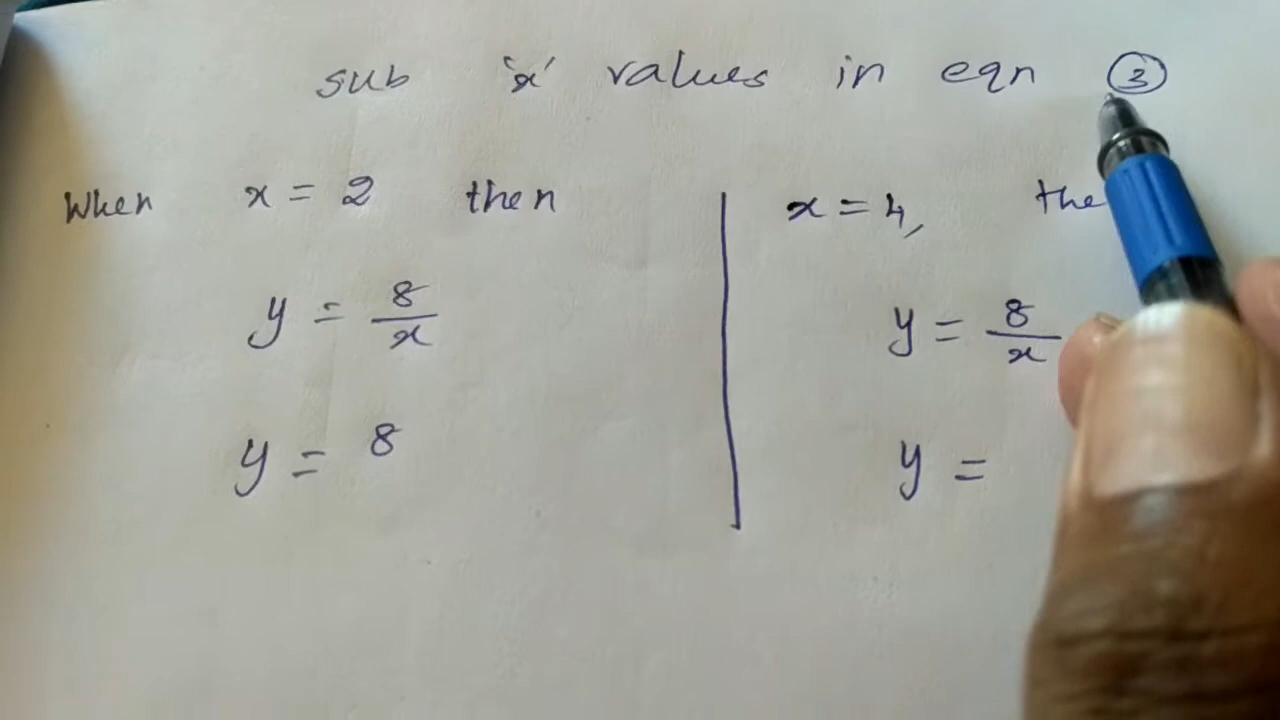 sub 'x' values in eqn ③
When x = 2 then
y = 8/x
y = 8
x = 4, the
y = 8/x
y =